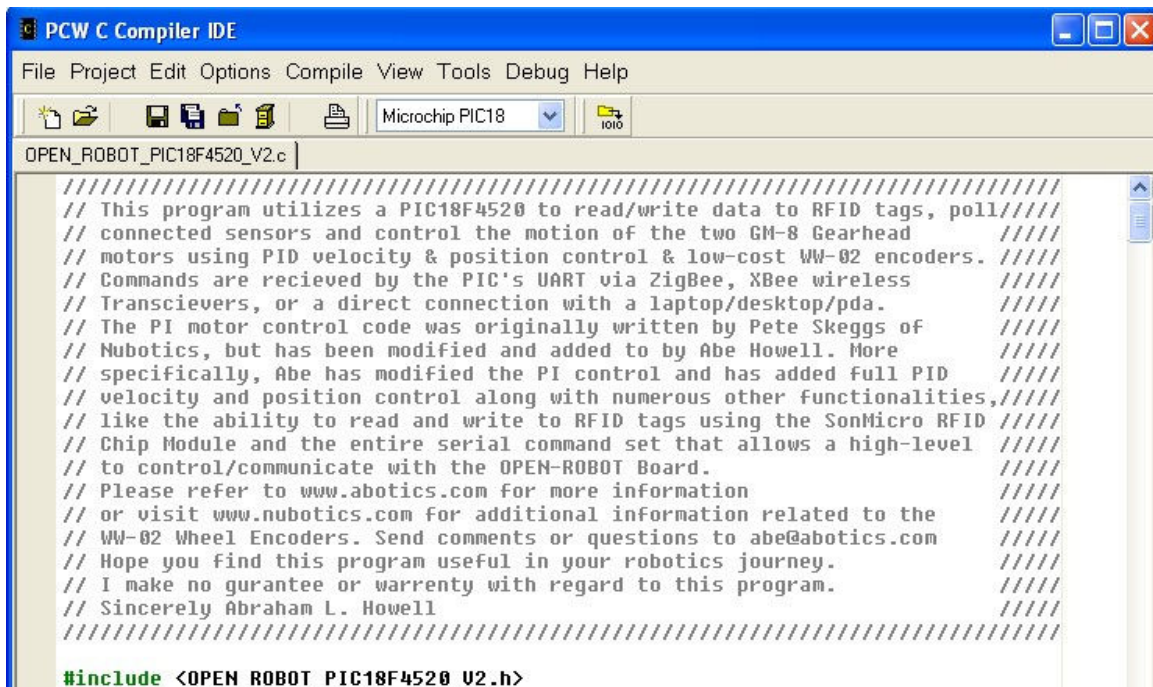 PCW C Compiler IDE
File Project Edit Options Compile View Tools Debug Help
Microchip PIC18
1010
OPEN_ROBOT_PIC18F4520_V2.c
////////////////////////////////////////////////////////////////////////////////
// This program utilizes a PIC18F4520 to read/write data to RFID tags, poll/////
// connected sensors and control the motion of the two GM-8 Gearhead       /////
// motors using PID velocity & position control & low-cost WW-02 encoders. /////
// Commands are recieved by the PIC's UART via ZigBee, XBee wireless       /////
// Transcievers, or a direct connection with a laptop/desktop/pda.         /////
// The PI motor control code was originally written by Pete Skeggs of      /////
// Nubotics, but has been modified and added to by Abe Howell. More        /////
// specifically, Abe has modified the PI control and has added full PID    /////
// velocity and position control along with numerous other functionalities,/////
// like the ability to read and write to RFID tags using the SonMicro RFID /////
// Chip Module and the entire serial command set that allows a high-level  /////
// to control/communicate with the OPEN-ROBOT Board.                       /////
// Please refer to www.abotics.com for more information                    /////
// or visit www.nubotics.com for additional information related to the     /////
// WW-02 Wheel Encoders. Send comments or questions to abe@abotics.com     /////
// Hope you find this program useful in your robotics journey.             /////
// I make no gurantee or warrenty with regard to this program.             /////
// Sincerely Abraham L. Howell                                             /////
////////////////////////////////////////////////////////////////////////////////
#include <OPEN_ROBOT_PIC18F4520_V2.h>